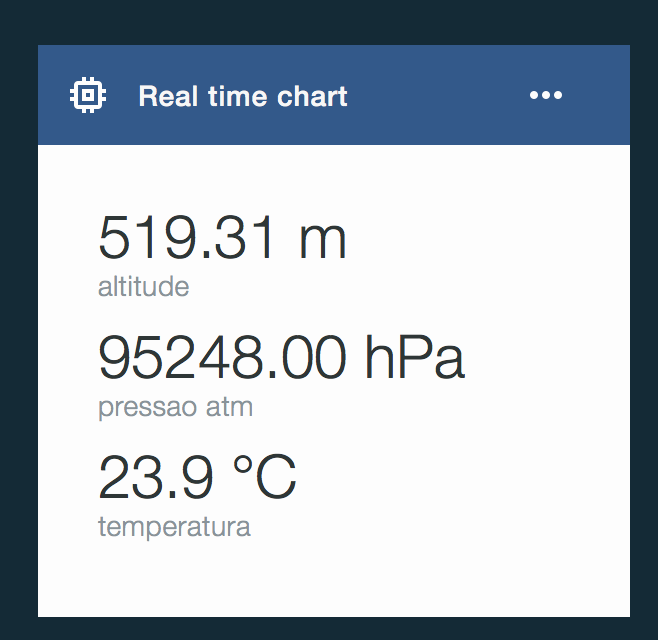 Real time chart
519.31 m
altitude
95248.00 hPa
pressao atm
23.9 °C
temperatura